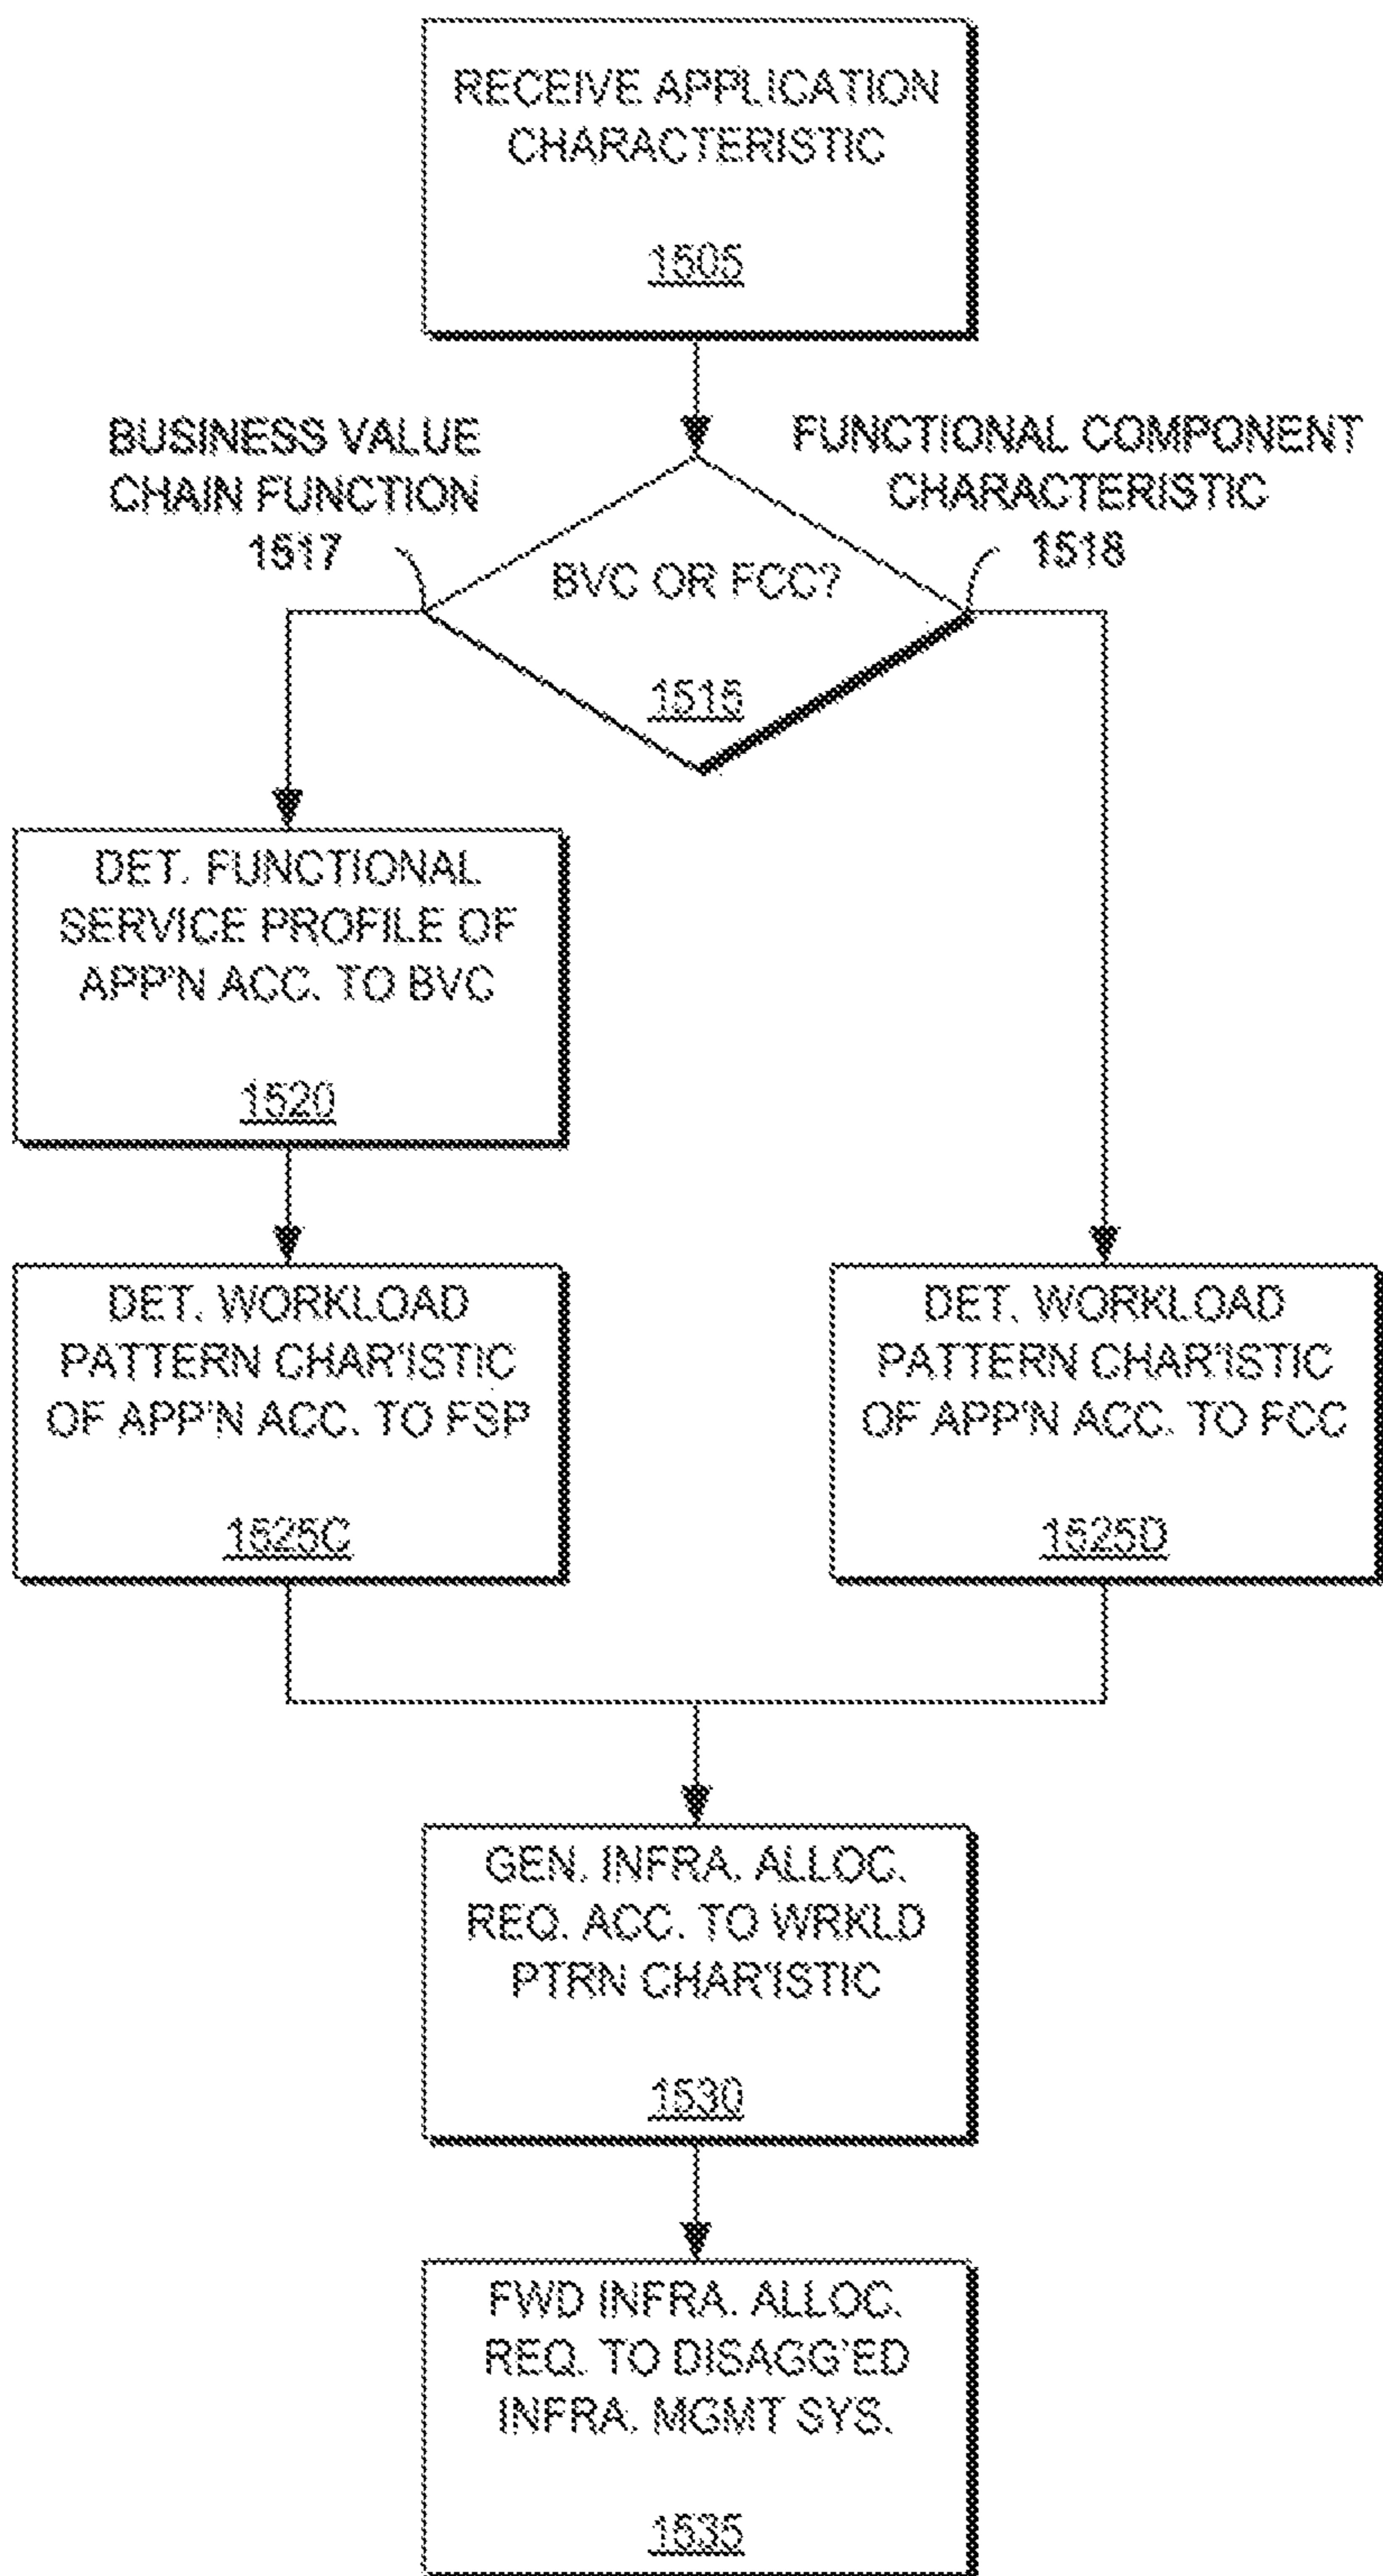 RECEIVE APPLICATION
CHARACTERISTIC
1505
BUSINESS VALUE
CHAIN FUNCTION
1517
FUNCTIONAL COMPONENT
CHARACTERISTIC
1518
BVC OR FCC?
1516
DET. FUNCTIONAL
SERVICE PROFILE OF
APP'N ACC. TO BVC
1520
DET. WORKLOAD
PATTERN CHAR'ISTIC
OF APP'N ACC. TO FSP
1525C
DET. WORKLOAD
PATTERN CHAR'ISTIC
OF APP'N ACC. TO FCC
1525D
GEN. INFRA. ALLOC.
REQ. ACC. TO WRKLD
PTRN CHAR'ISTIC
1530
FWD INFRA. ALLOC.
REQ. TO DISAGG'ED
INFRA. MGMT SYS.
1535